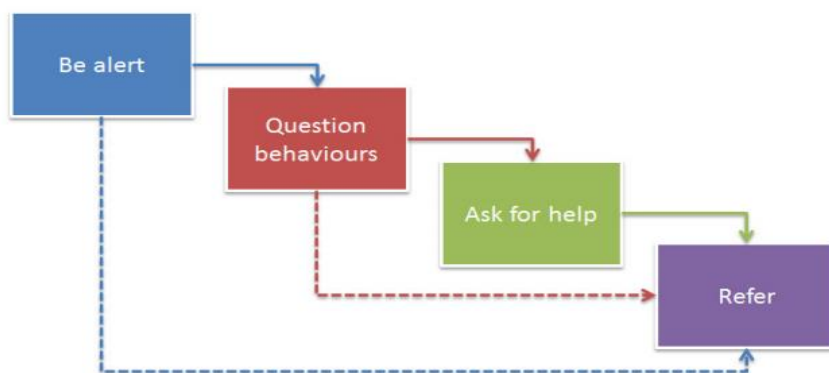 Be alert
Question
behaviours
Ask for help
Refer